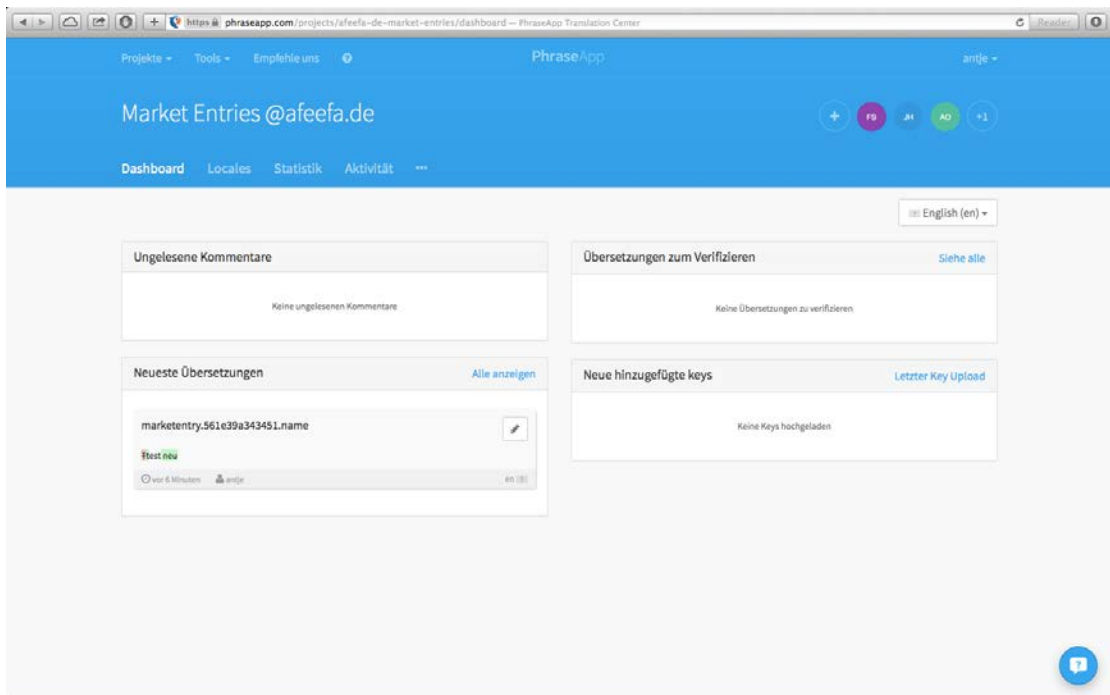 https phraseapp.com/projects/afeefa-de-market-entries/dashboard — PhraseApp Translation Center
Reader
Projekte Tools Empfehle uns
PhraseApp
antje
Market Entries @afeefa.de
+ FS JH AO +1
Dashboard Locales Statistik Aktivität ...
English (en)
Ungelesene Kommentare
Keine ungelesenen Kommentare
Übersetzungen zum Verifizieren Siehe alle
Keine Übersetzungen zu verifizieren
Neueste Übersetzungen Alle anzeigen
marketentry.561e39a343451.name
test neu
vor 6 Minuten antje en
Neue hinzugefügte keys Letzter Key Upload
Keine Keys hochgeladen